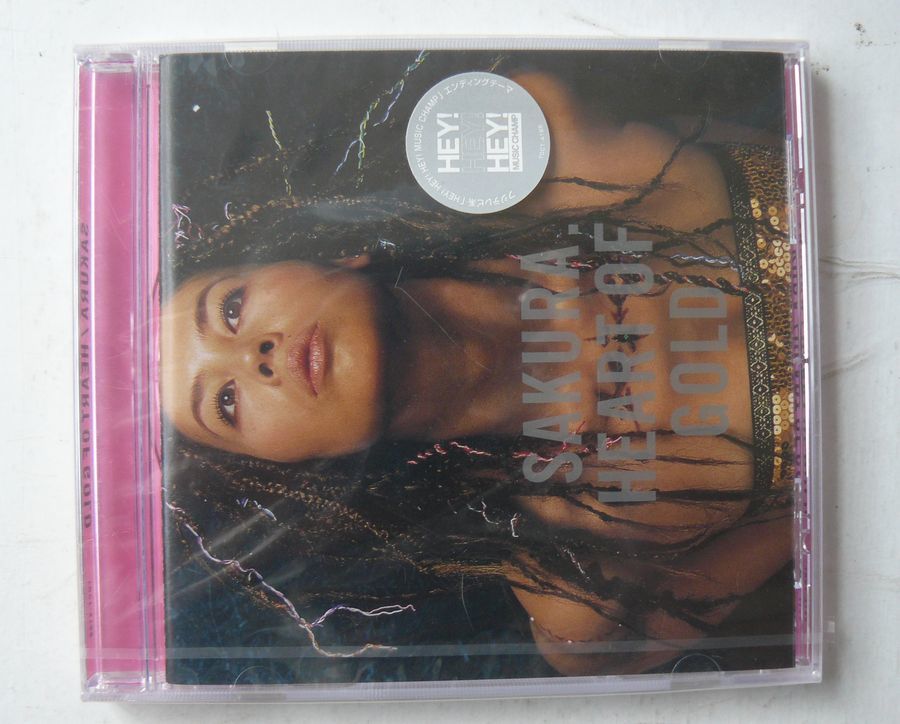 SAKURA / HEART OF GOLD
フジテレビ系「HEY! HEY! HEY! MUSIC CHAMP」エンディングテーマ
HEY!
HEY!
HEY!
MUSIC CHAMP
SAKURA.
HEART OF
GOLD